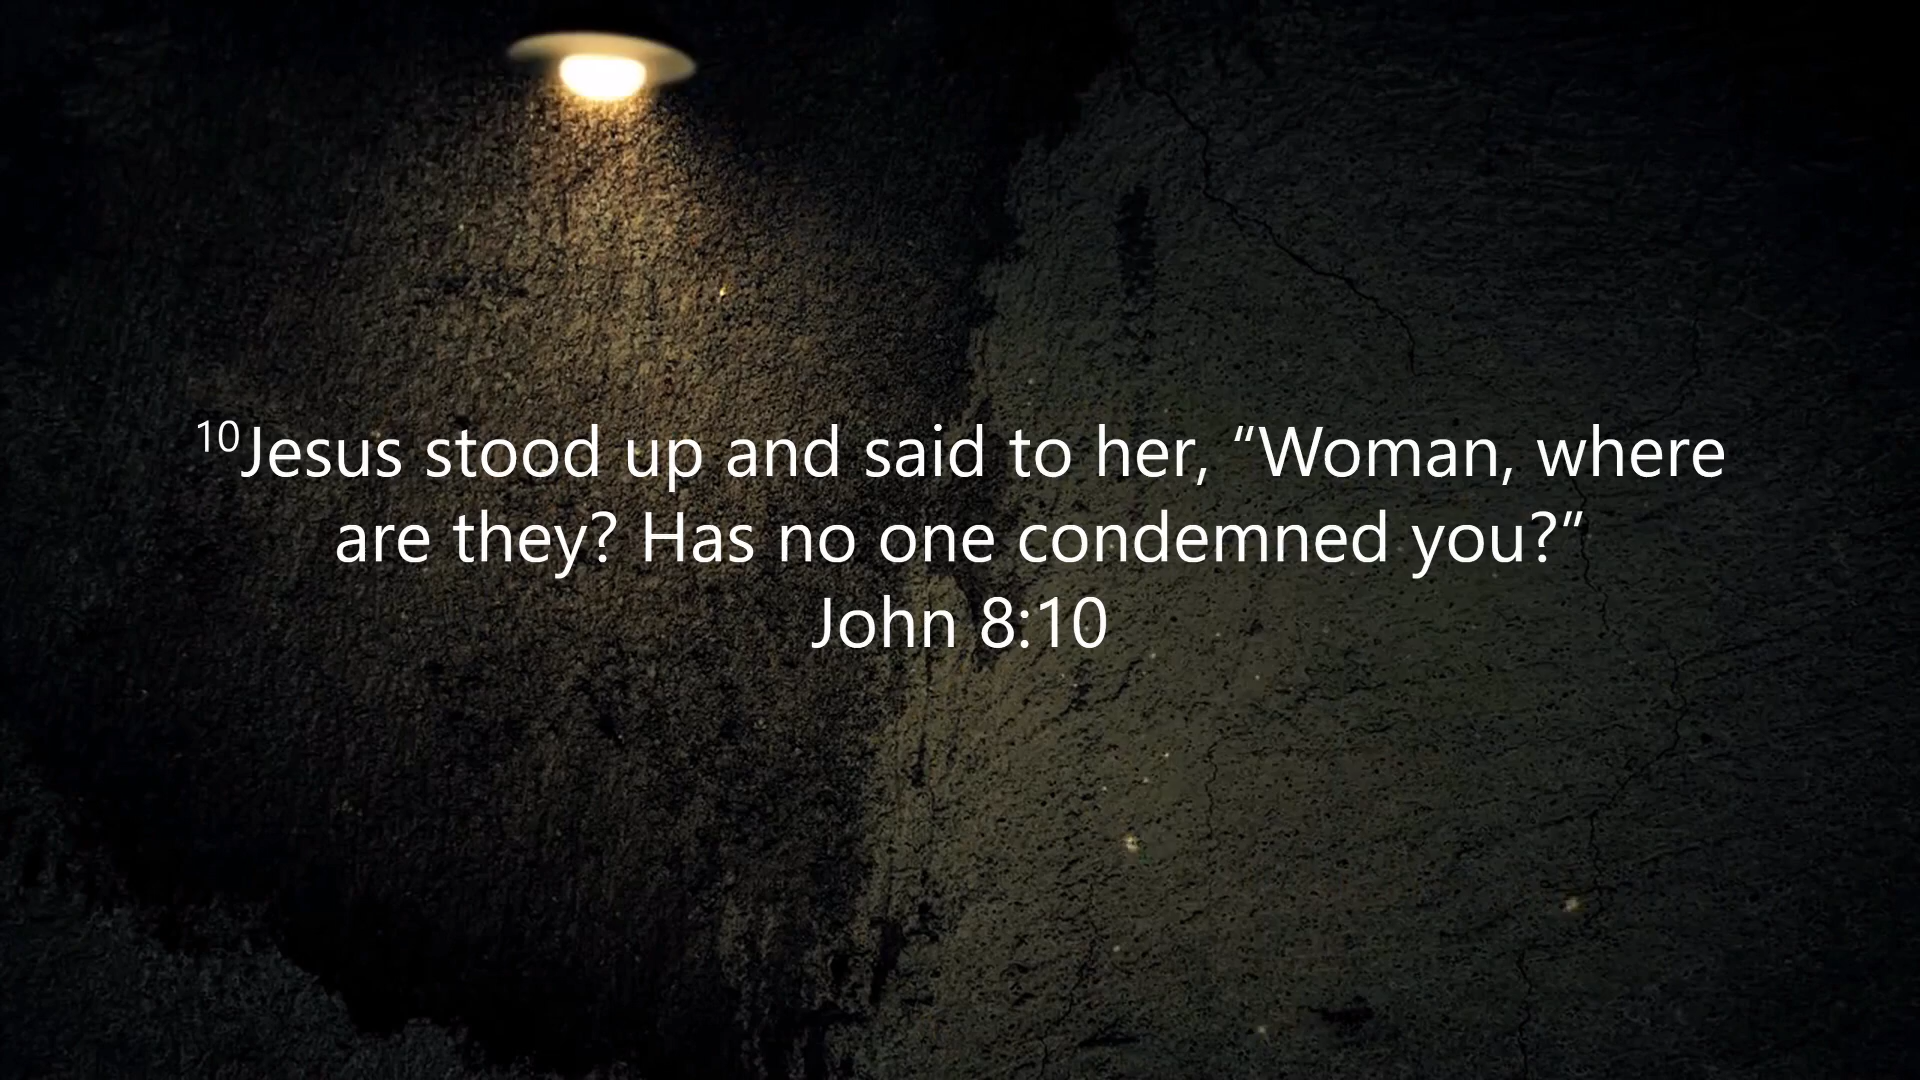 ¹⁰Jesus stood up and said to her, “Woman, where
are they? Has no one condemned you?”
John 8:10